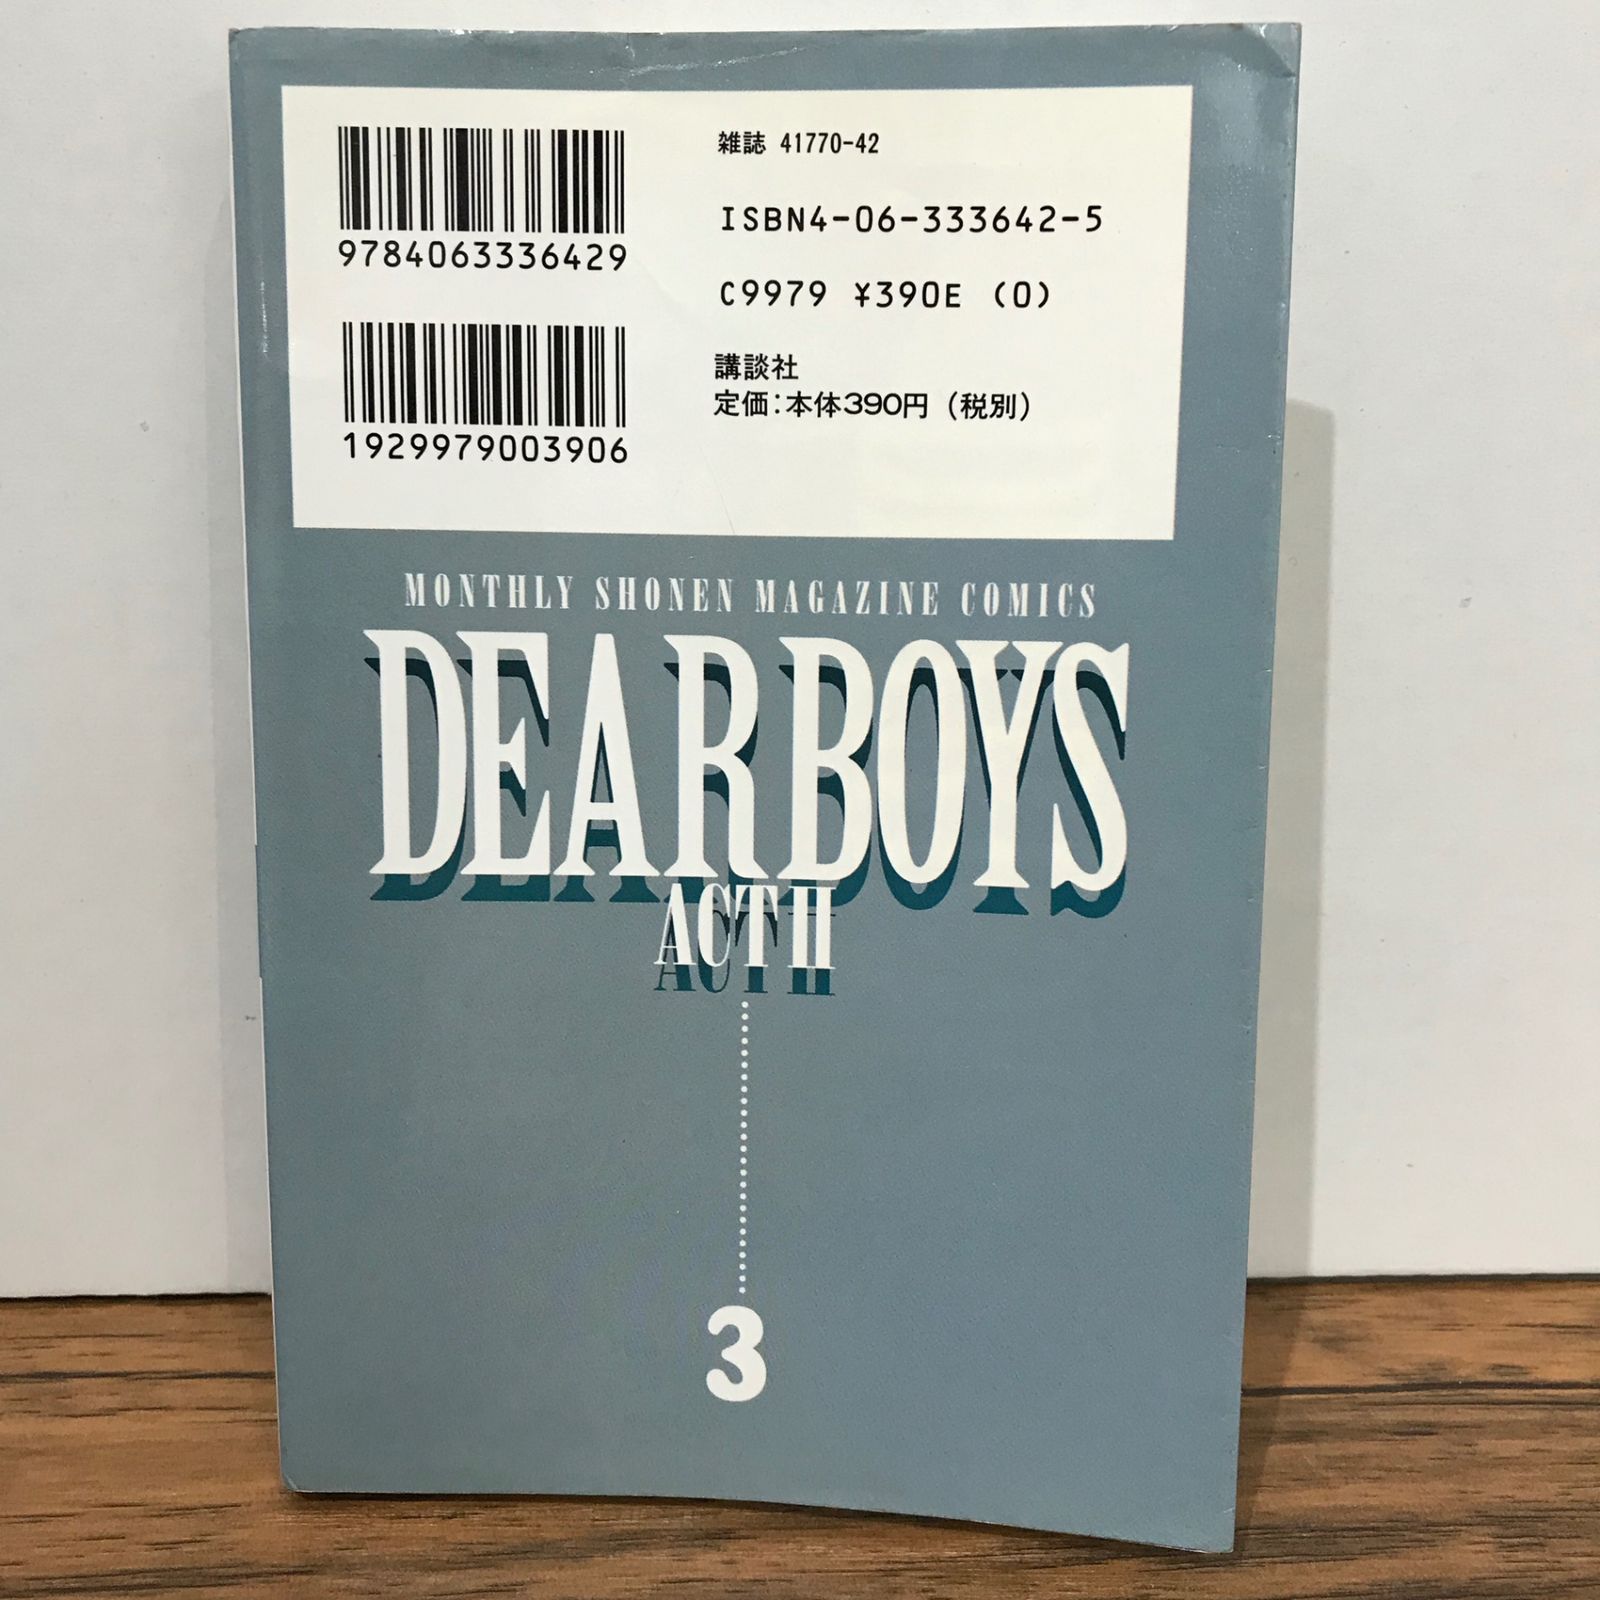 9784063336429
1929979003906
雑誌 41770-42
ISBN4-06-333642-5
C9979 ¥390E (0)
講談社
定価:本体390円(税別)
MONTHLY SHONEN MAGAZINE COMICS
DEAR BOYS
ACT II
3